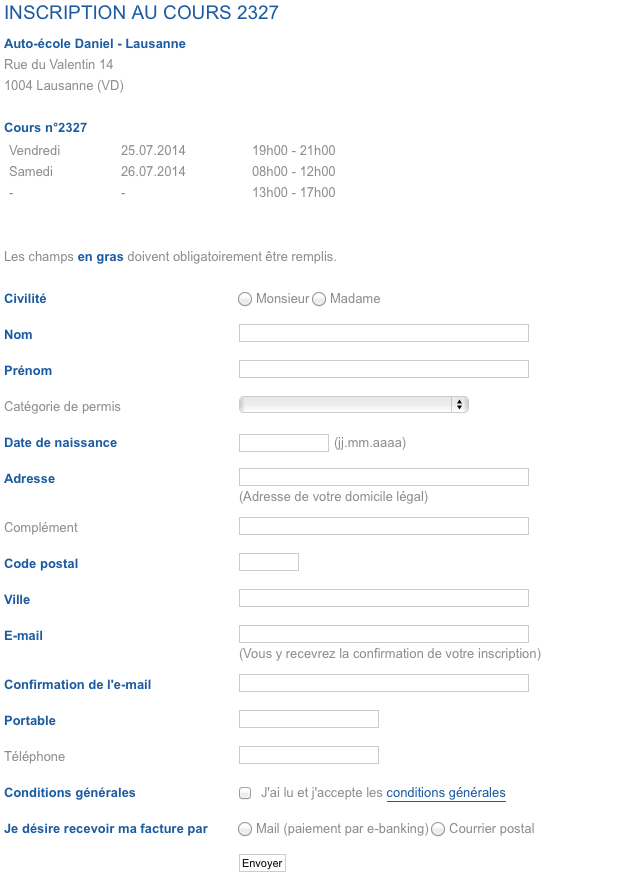 INSCRIPTION AU COURS 2327
Auto-école Daniel - Lausanne
Rue du Valentin 14
1004 Lausanne (VD)
Cours n°2327
Vendredi 25.07.2014 19h00 - 21h00
Samedi 26.07.2014 08h00 - 12h00
- - 13h00 - 17h00
Les champs en gras doivent obligatoirement être remplis.
Civilité Monsieur Madame
Nom
Prénom
Catégorie de permis
Date de naissance (jj.mm.aaaa)
Adresse
(Adresse de votre domicile légal)
Complément
Code postal
Ville
E-mail
(Vous y recevrez la confirmation de votre inscription)
Confirmation de l'e-mail
Portable
Téléphone
Conditions générales J'ai lu et j'accepte les conditions générales
Je désire recevoir ma facture par Mail (paiement par e-banking) Courrier postal
Envoyer